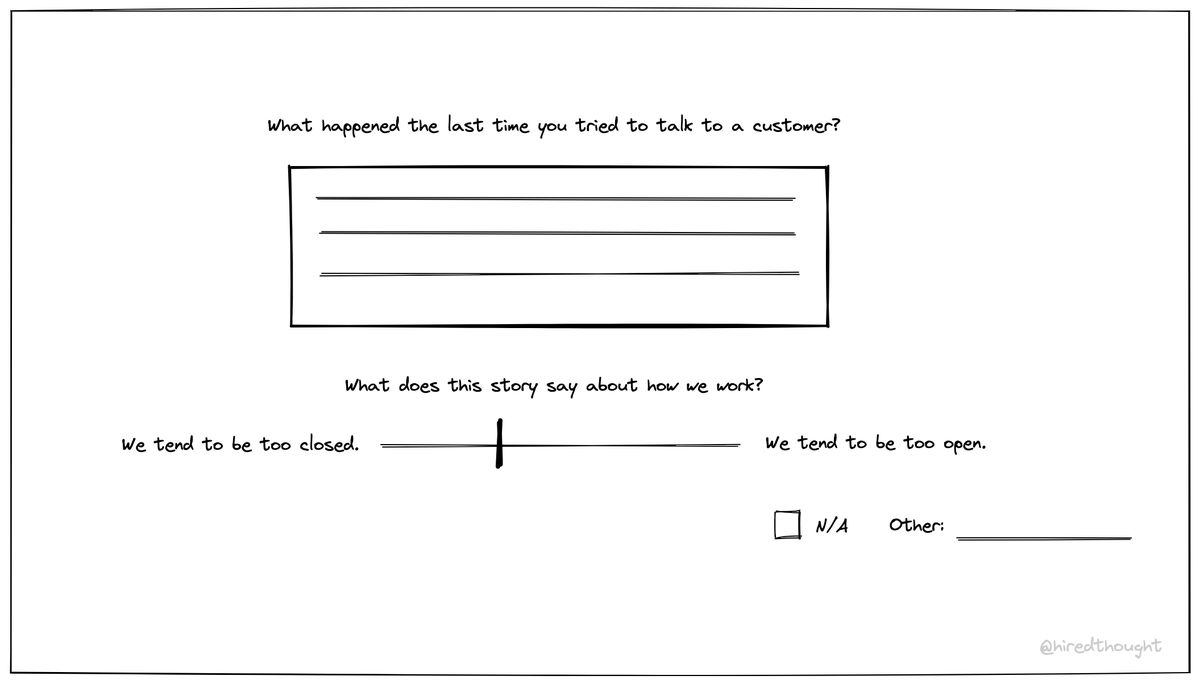 What happened the last time you tried to talk to a customer?
What does this story say about how we work?
We tend to be too closed. We tend to be too open.
N/A Other:
@hiredthought